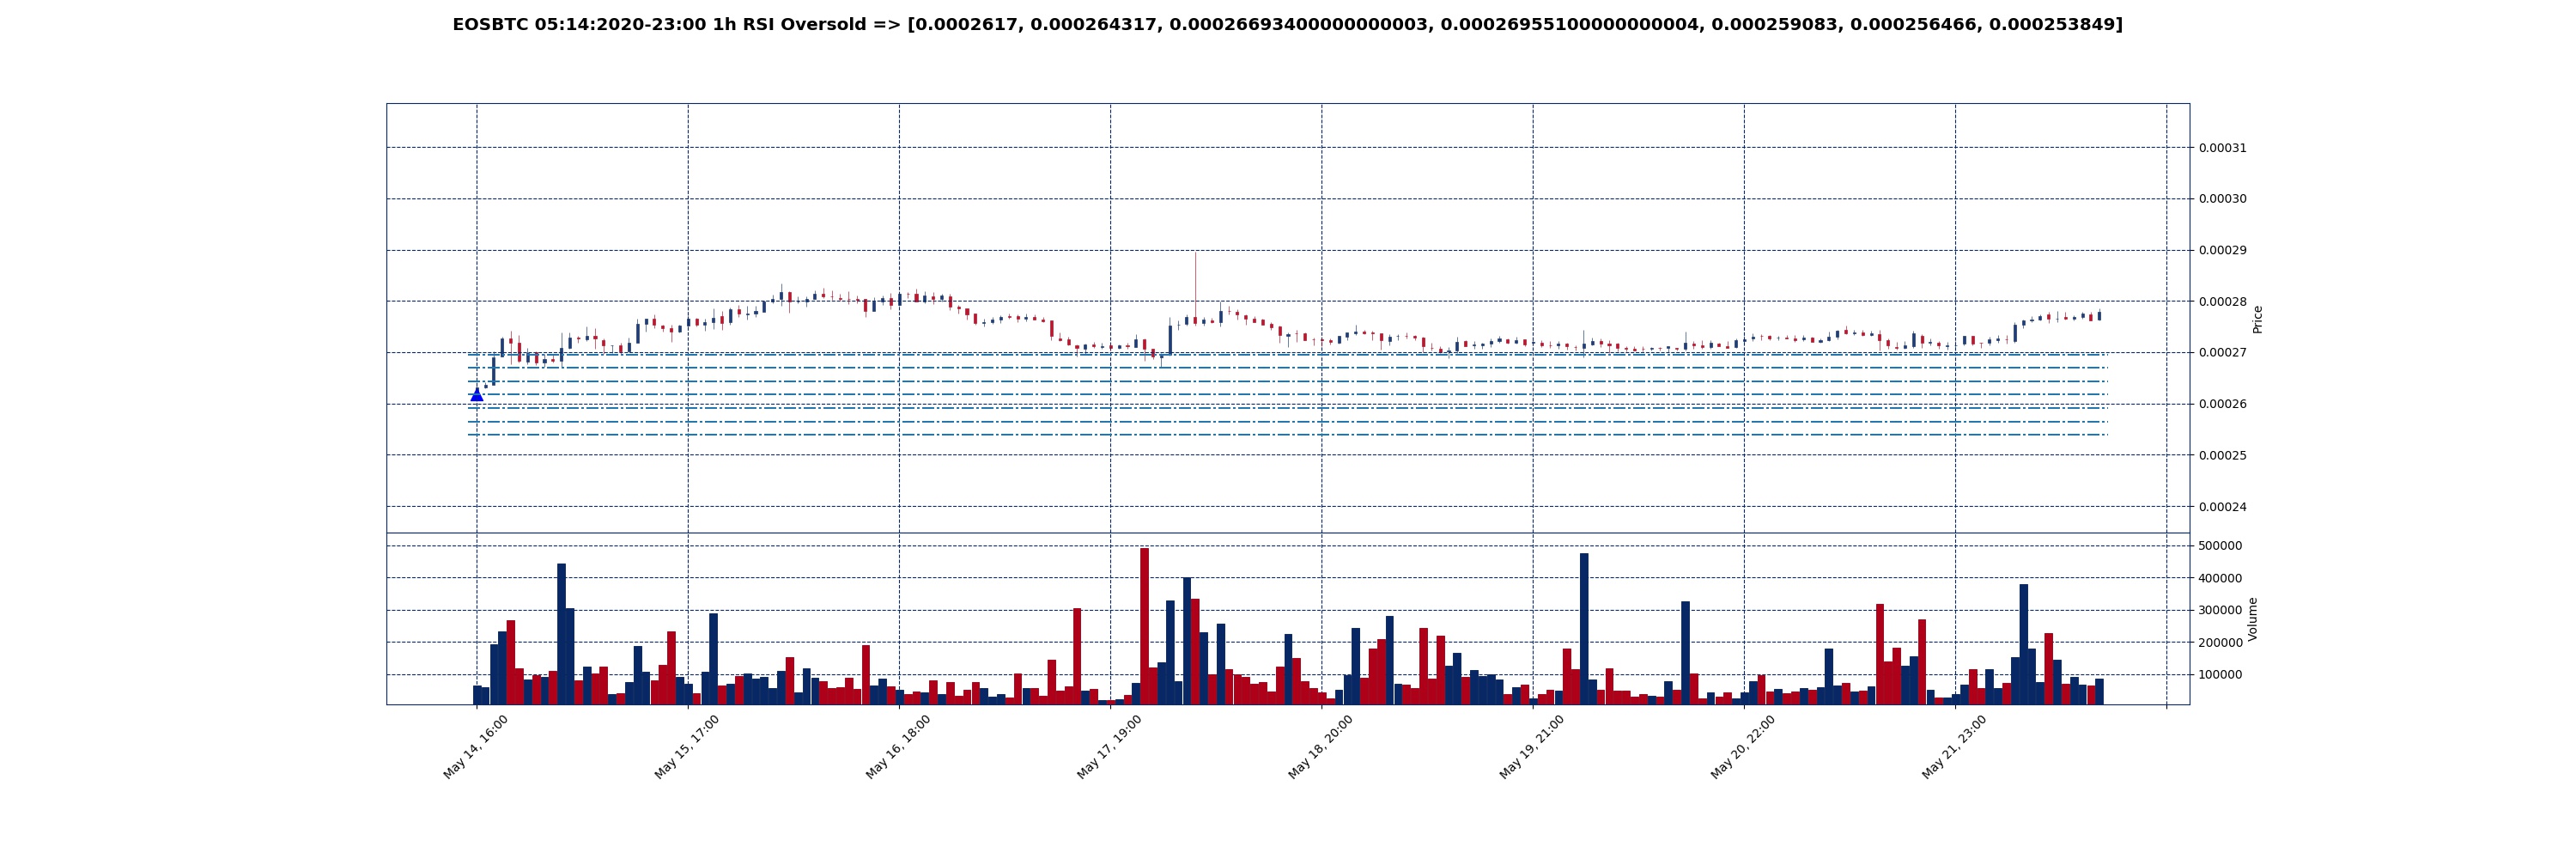 EOSBTC 05:14:2020-23:00 1h RSI Oversold => [0.0002617, 0.000264317, 0.00026693400000000003, 0.00026955100000000004, 0.000259083, 0.000256466, 0.000253849]
0.00031
0.00030
0.00029
0.00028
0.00027
0.00026
0.00025
0.00024
Price
500000
400000
300000
200000
100000
Volume
May 14, 16:00
May 15, 17:00
May 16, 18:00
May 17, 19:00
May 18, 20:00
May 19, 21:00
May 20, 22:00
May 21, 23:00